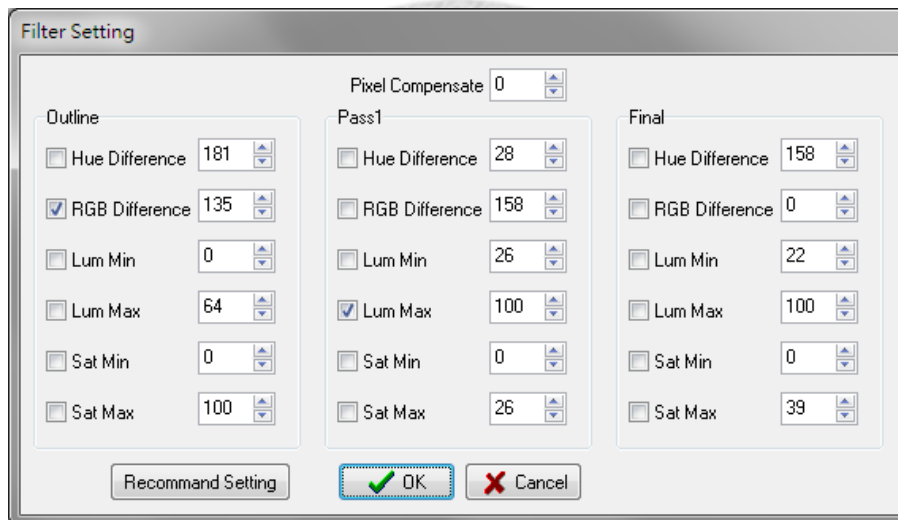 Filter Setting
Pixel Compensate 0
Outline
Hue Difference 181
RGB Difference 135
Lum Min 0
Lum Max 64
Sat Min 0
Sat Max 100
Pass1
Hue Difference 28
RGB Difference 158
Lum Min 26
Lum Max 100
Sat Min 0
Sat Max 26
Final
Hue Difference 158
RGB Difference 0
Lum Min 22
Lum Max 100
Sat Min 0
Sat Max 39
Recommand Setting
OK
Cancel